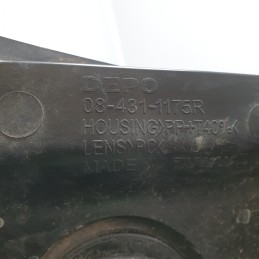 DEPO
08-431-1175R
HOUSING>PP+T40%<
LENS>PC<
MADE